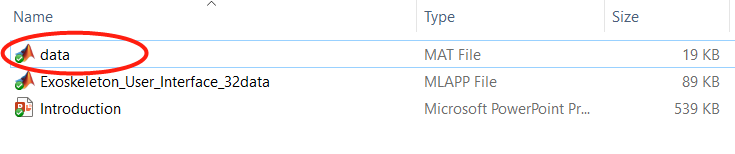 Name Type Size
data MAT File 19 KB
Exoskeleton_User_Interface_32data MLAPP File 89 KB
Introduction Microsoft PowerPoint Pr... 539 KB